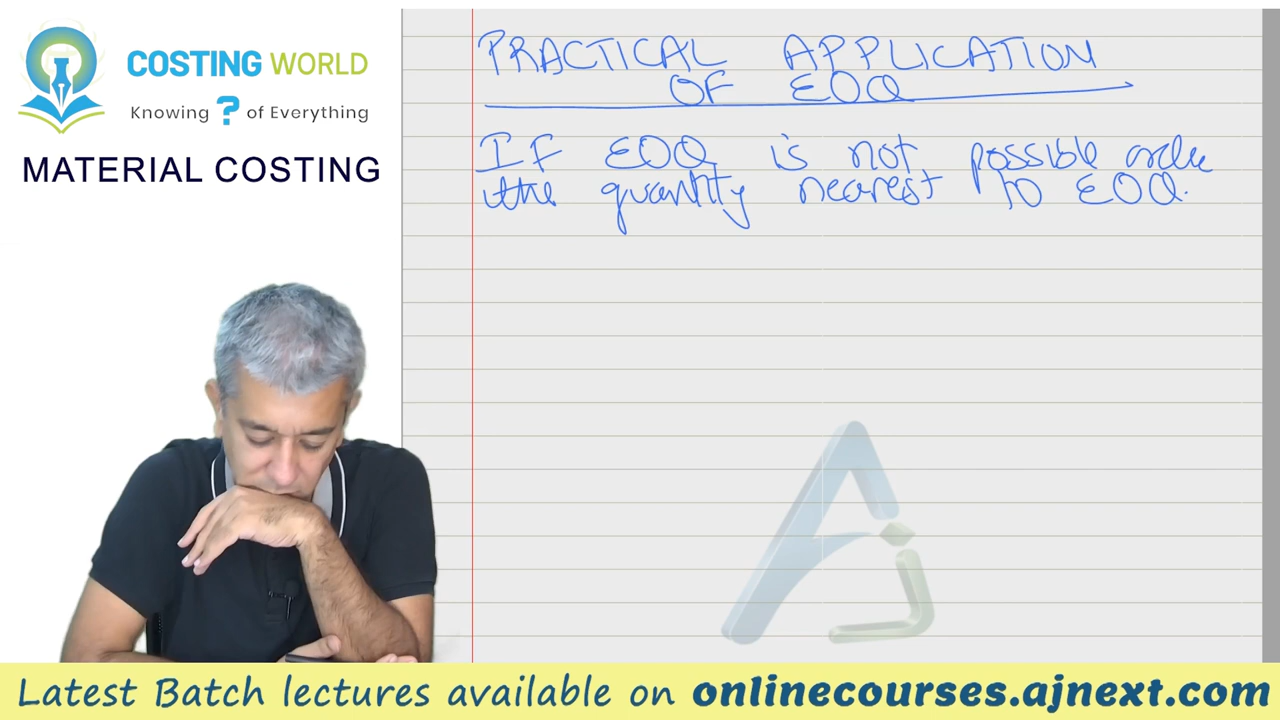 COSTING WORLD
Knowing ? of Everything
MATERIAL COSTING
PRACTICAL APPLICATION
OF EOQ
IF EOQ is not possible order
the quantity nearest to EOQ.
Latest Batch lectures available on onlinecourses.ajnext.com